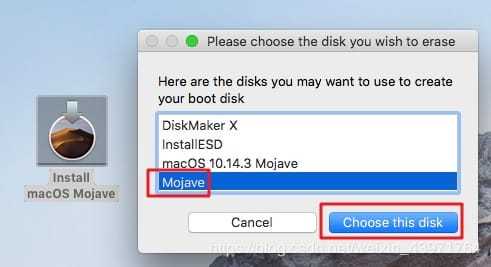 Please choose the disk you wish to erase
Here are the disks you may want to use to create
your boot disk
DiskMaker X
InstallESD
macOS 10.14.3 Mojave
Mojave
Cancel
Choose this disk
Install
macOS Mojave
https://blog.csdn.net/weixin_43971764